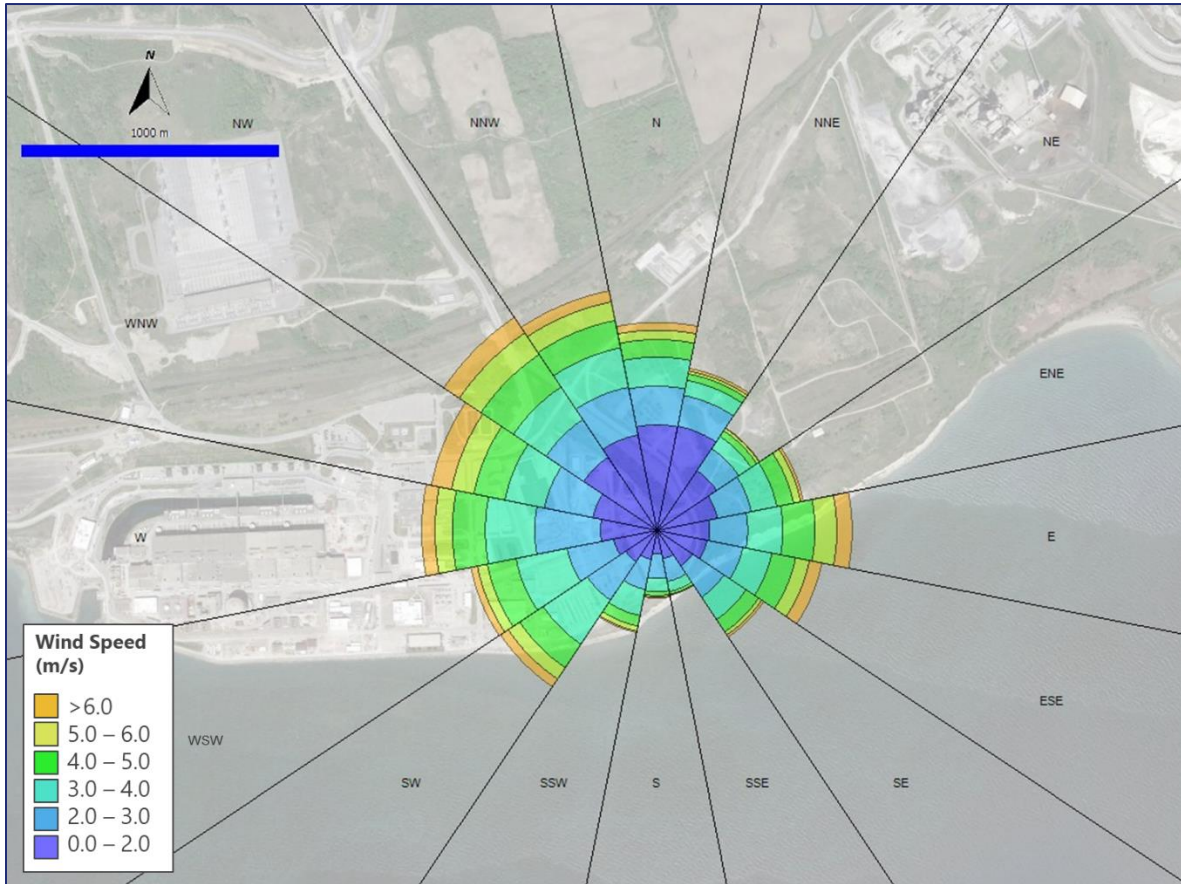 N
1000 m
NW
NNW
N
NNE
NE
WNW
ENE
W
E
ESE
WSW
SW
SSW
S
SSE
SE
Wind Speed
(m/s)
>6.0
5.0 – 6.0
4.0 – 5.0
3.0 – 4.0
2.0 – 3.0
0.0 – 2.0